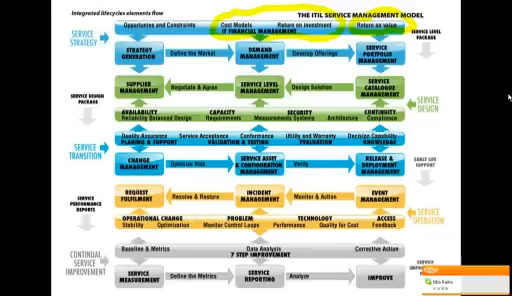 Integrated lifecycles elements flow
THE ITIL SERVICE MANAGEMENT MODEL
Opportunities and Constraints
Cost Models
Return on investment
Return on value
IT FINANCIAL MANAGEMENT
SERVICE STRATEGY
SERVICE LEVEL PACKAGE
STRATEGY GENERATION
Define the Market
DEMAND MANAGEMENT
Develop Offerings
SERVICE PORTFOLIO MANAGEMENT
SUPPLIER MANAGEMENT
Negotiate & Agree
SERVICE LEVEL MANAGEMENT
Design Solution
SERVICE CATALOGUE MANAGEMENT
SERVICE DESIGN PACKAGE
SERVICE DESIGN
AVAILABILITY
CAPACITY
SECURITY
CONTINUITY
Reliability Balanced Design
Requirements
Measurements Systems
Architecture
Compliance
Quality Assurance
Service Acceptance
Conformance
Utility and Warranty
Decision Capability
PLANING & SUPPORT
VALIDATION & TESTING
EVALUATION
KNOWLEDGE
SERVICE TRANSITION
CHANGE MANAGEMENT
Optimize Risk
SERVICE ASSET & CONFIGURATION MANAGEMENT
Verify
RELEASE & DEPLOYMENT MANAGEMENT
EARLY LIFE SUPPORT
REQUEST FULFILMENT
Resolve & Restore
INCIDENT MANAGEMENT
Monitor & Action
EVENT MANAGEMENT
SERVICE PERFORMANCE REPORTS
SERVICE OPERATION
OPERATIONAL CHANGE
PROBLEM
TECHNOLOGY
ACCESS
Stability
Optimization
Monitor Control Loops
Performance
Quality for Cost
Feedback
Baseline & Metrics
Data Analysis
Corrective Action
7 STEP IMPROVEMENT
CONTINUAL SERVICE IMPROVEMENT
SERVICE MEASUREMENT
Define the Metrics
SERVICE REPORTING
Analyze
IMPROVE